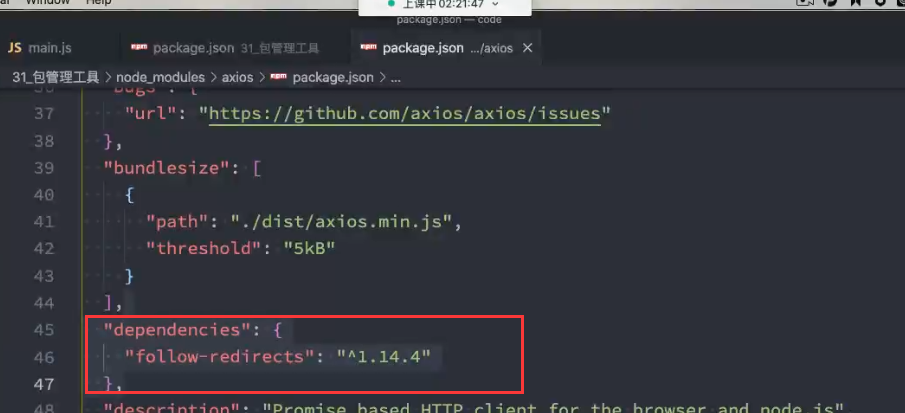 Window Help
上课中 02:21:47
package.json — code
JS main.js
npm package.json 31_包管理工具
npm package.json .../axios ×
31_包管理工具 > node_modules > axios > npm package.json > ...
36 "bugs": {
37 "url": "https://github.com/axios/axios/issues"
38 },
39 "bundlesize": [
40 {
41 "path": "./dist/axios.min.js",
42 "threshold": "5kB"
43 }
44 ],
45 "dependencies": {
46 "follow-redirects": "^1.14.4"
47 },
48 "description": "Promise based HTTP client for the browser and node.js"